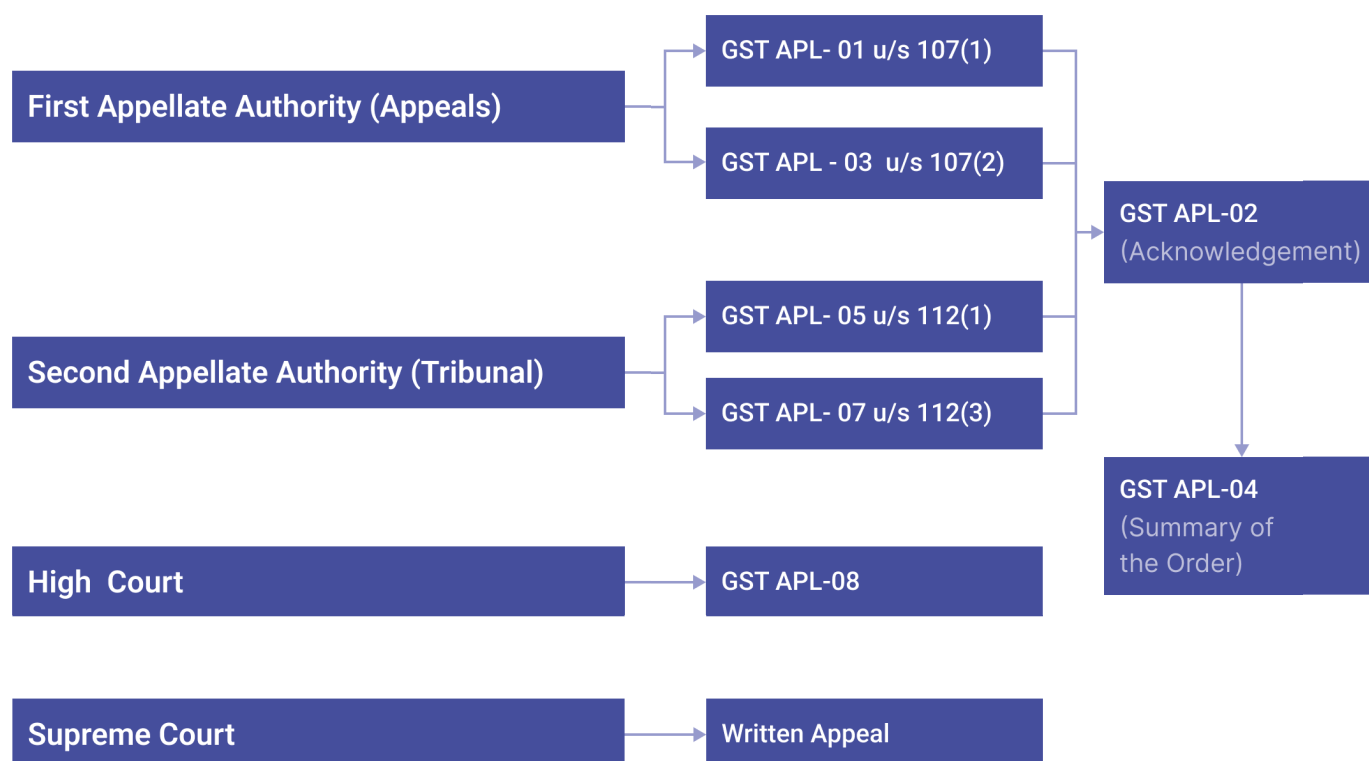 First Appellate Authority (Appeals)
GST APL- 01 u/s 107(1)
GST APL - 03  u/s 107(2)
GST APL-02
(Acknowledgement)
Second Appellate Authority (Tribunal)
GST APL- 05 u/s 112(1)
GST APL- 07 u/s 112(3)
GST APL-04
(Summary of
the Order)
High  Court
GST APL-08
Supreme Court
Written Appeal